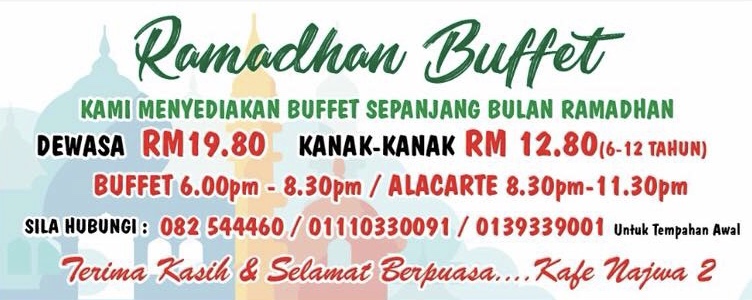 Ramadhan Buffet
KAMI MENYEDIAKAN BUFFET SEPANJANG BULAN RAMADHAN
DEWASA RM19.80 KANAK-KANAK RM 12.80(6-12 TAHUN)
BUFFET 6.00pm - 8.30pm / ALACARTE 8.30pm-11.30pm
SILA HUBUNGI : 082 544460 / 01110330091 / 0139339001 Untuk Tempahan Awal
Terima Kasih & Selamat Berpuasa....Kafe Najwa 2